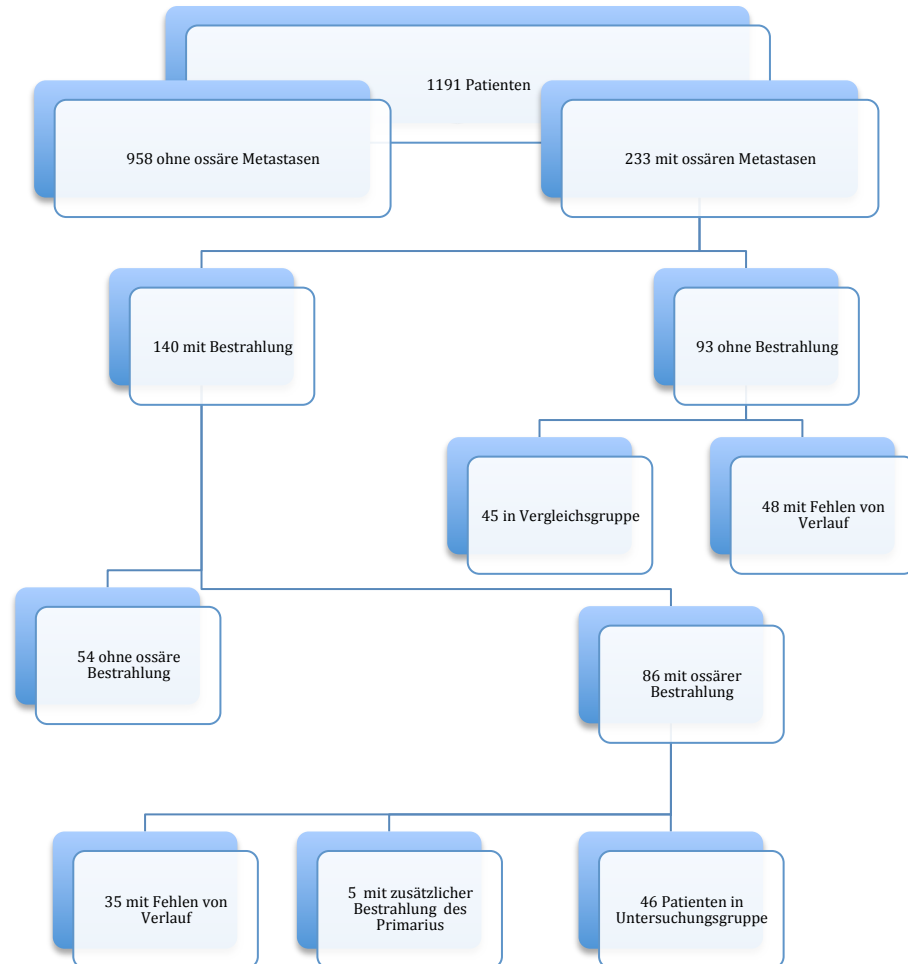 1191 Patienten
958 ohne ossäre Metastasen
233 mit ossären Metastasen
140 mit Bestrahlung
93 ohne Bestrahlung
45 in Vergleichsgruppe
48 mit Fehlen von
Verlauf
54 ohne ossäre
Bestrahlung
86 mit ossärer
Bestrahlung
35 mit Fehlen von
Verlauf
5 mit zusätzlicher
Bestrahlung des
Primarius
46 Patienten in
Untersuchungsgruppe